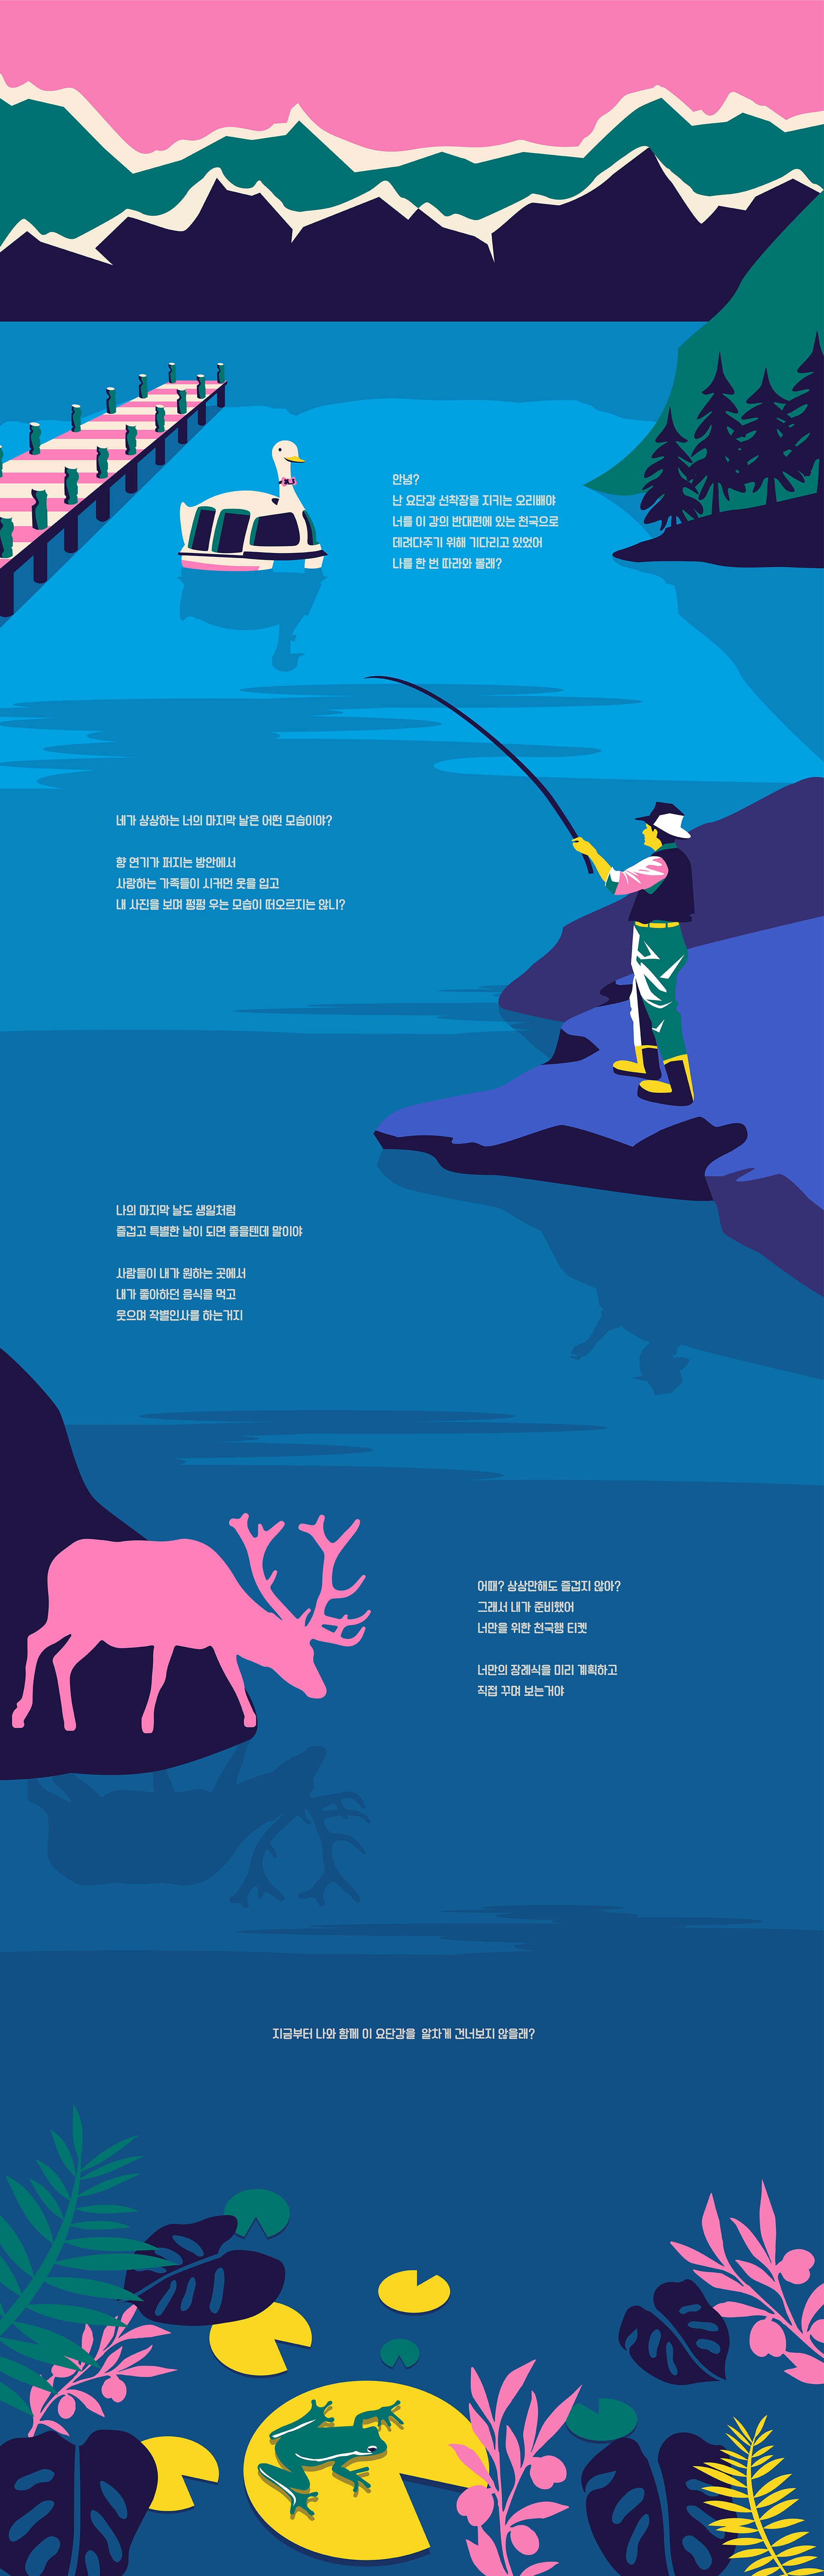 안녕?
난 요단강 선착장을 지키는 오리배야
너를 이 강의 반대편에 있는 천국으로
데려다주기 위해 기다리고 있었어
나를 한 번 따라와 볼래?
네가 상상하는 너의 마지막 날은 어떤 모습이야?
향 연기가 퍼지는 방안에서
사랑하는 가족들이 시커먼 옷을 입고
내 사진을 보며 펑펑 우는 모습이 떠오르지는 않니?
나의 마지막 날도 생일처럼
즐겁고 특별한 날이 되면 좋을텐데 말이야
사람들이 내가 원하는 곳에서
내가 좋아하던 음식을 먹고
웃으며 작별인사를 하는거지
어때? 상상만해도 즐겁지 않아?
그래서 내가 준비했어
너만을 위한 천국행 티켓
너만의 장례식을 미리 계획하고
직접 꾸며 보는거야
지금부터 나와 함께 이 요단강을 알차게 건너보지 않을래?